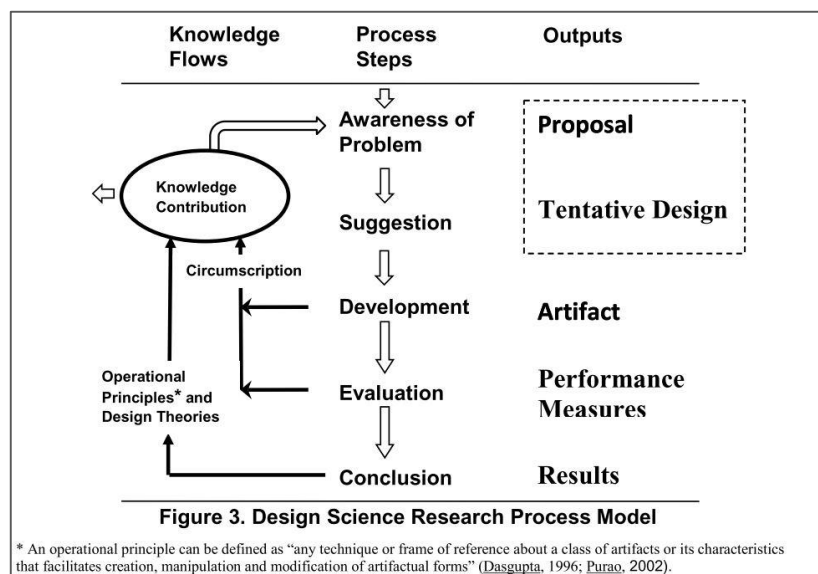 Knowledge
Flows
Process
Steps
Outputs
Awareness of
Problem
Proposal
Knowledge
Contribution
Suggestion
Tentative Design
Circumscription
Development
Artifact
Operational
Principles* and
Design Theories
Evaluation
Performance
Measures
Conclusion
Results
Figure 3. Design Science Research Process Model
* An operational principle can be defined as “any technique or frame of reference about a class of artifacts or its characteristics
that facilitates creation, manipulation and modification of artifactual forms” (Dasgupta, 1996; Purao, 2002).